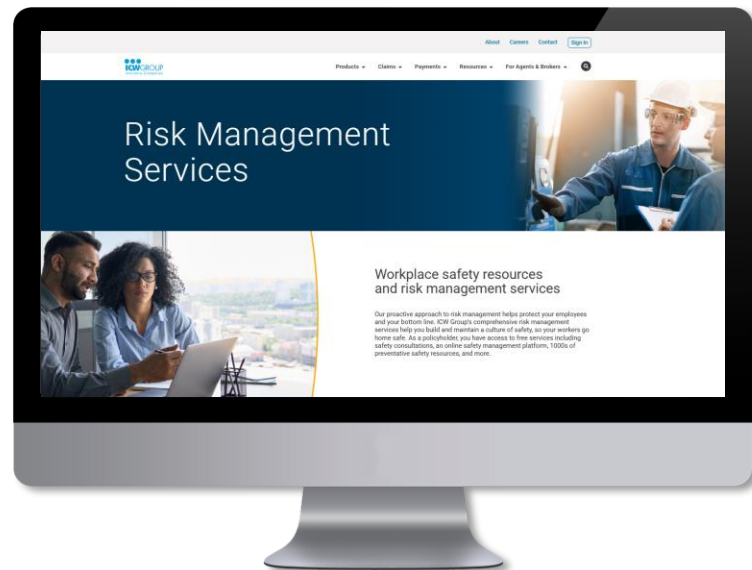 About Careers Contact Sign In
ICWGROUP
Products Claims Payments Resources For Agents & Brokers
Risk Management
Services
Workplace safety resources
and risk management services
Our proactive approach to risk management helps protect your employees
and your bottom line. ICW Group's comprehensive risk management
services help you build and maintain a culture of safety, so your workers go
home safe. As a policyholder, you have access to free services including
safety consultations, an online safety management platform, 1000s of
preventative safety resources, and more.